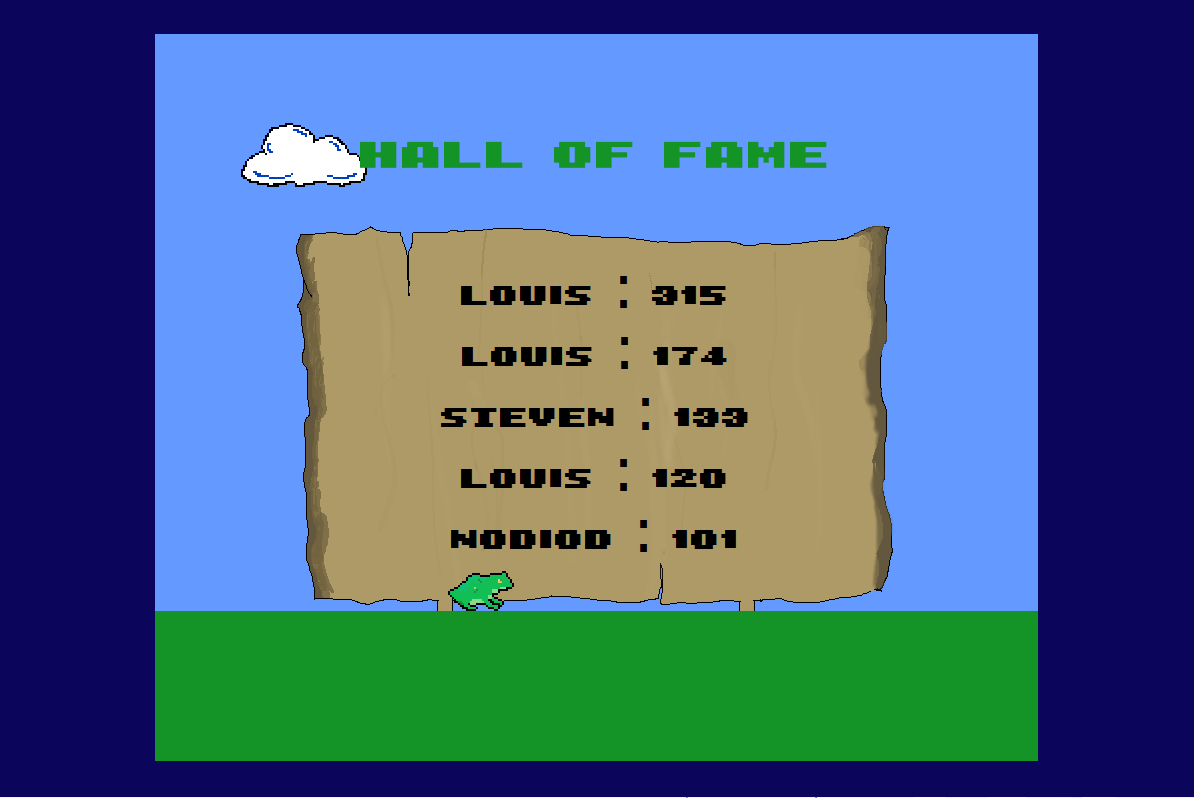 HALL OF FAME
LOUIS : 315
LOUIS : 174
STEVEN : 133
LOUIS : 120
NODIOD : 101